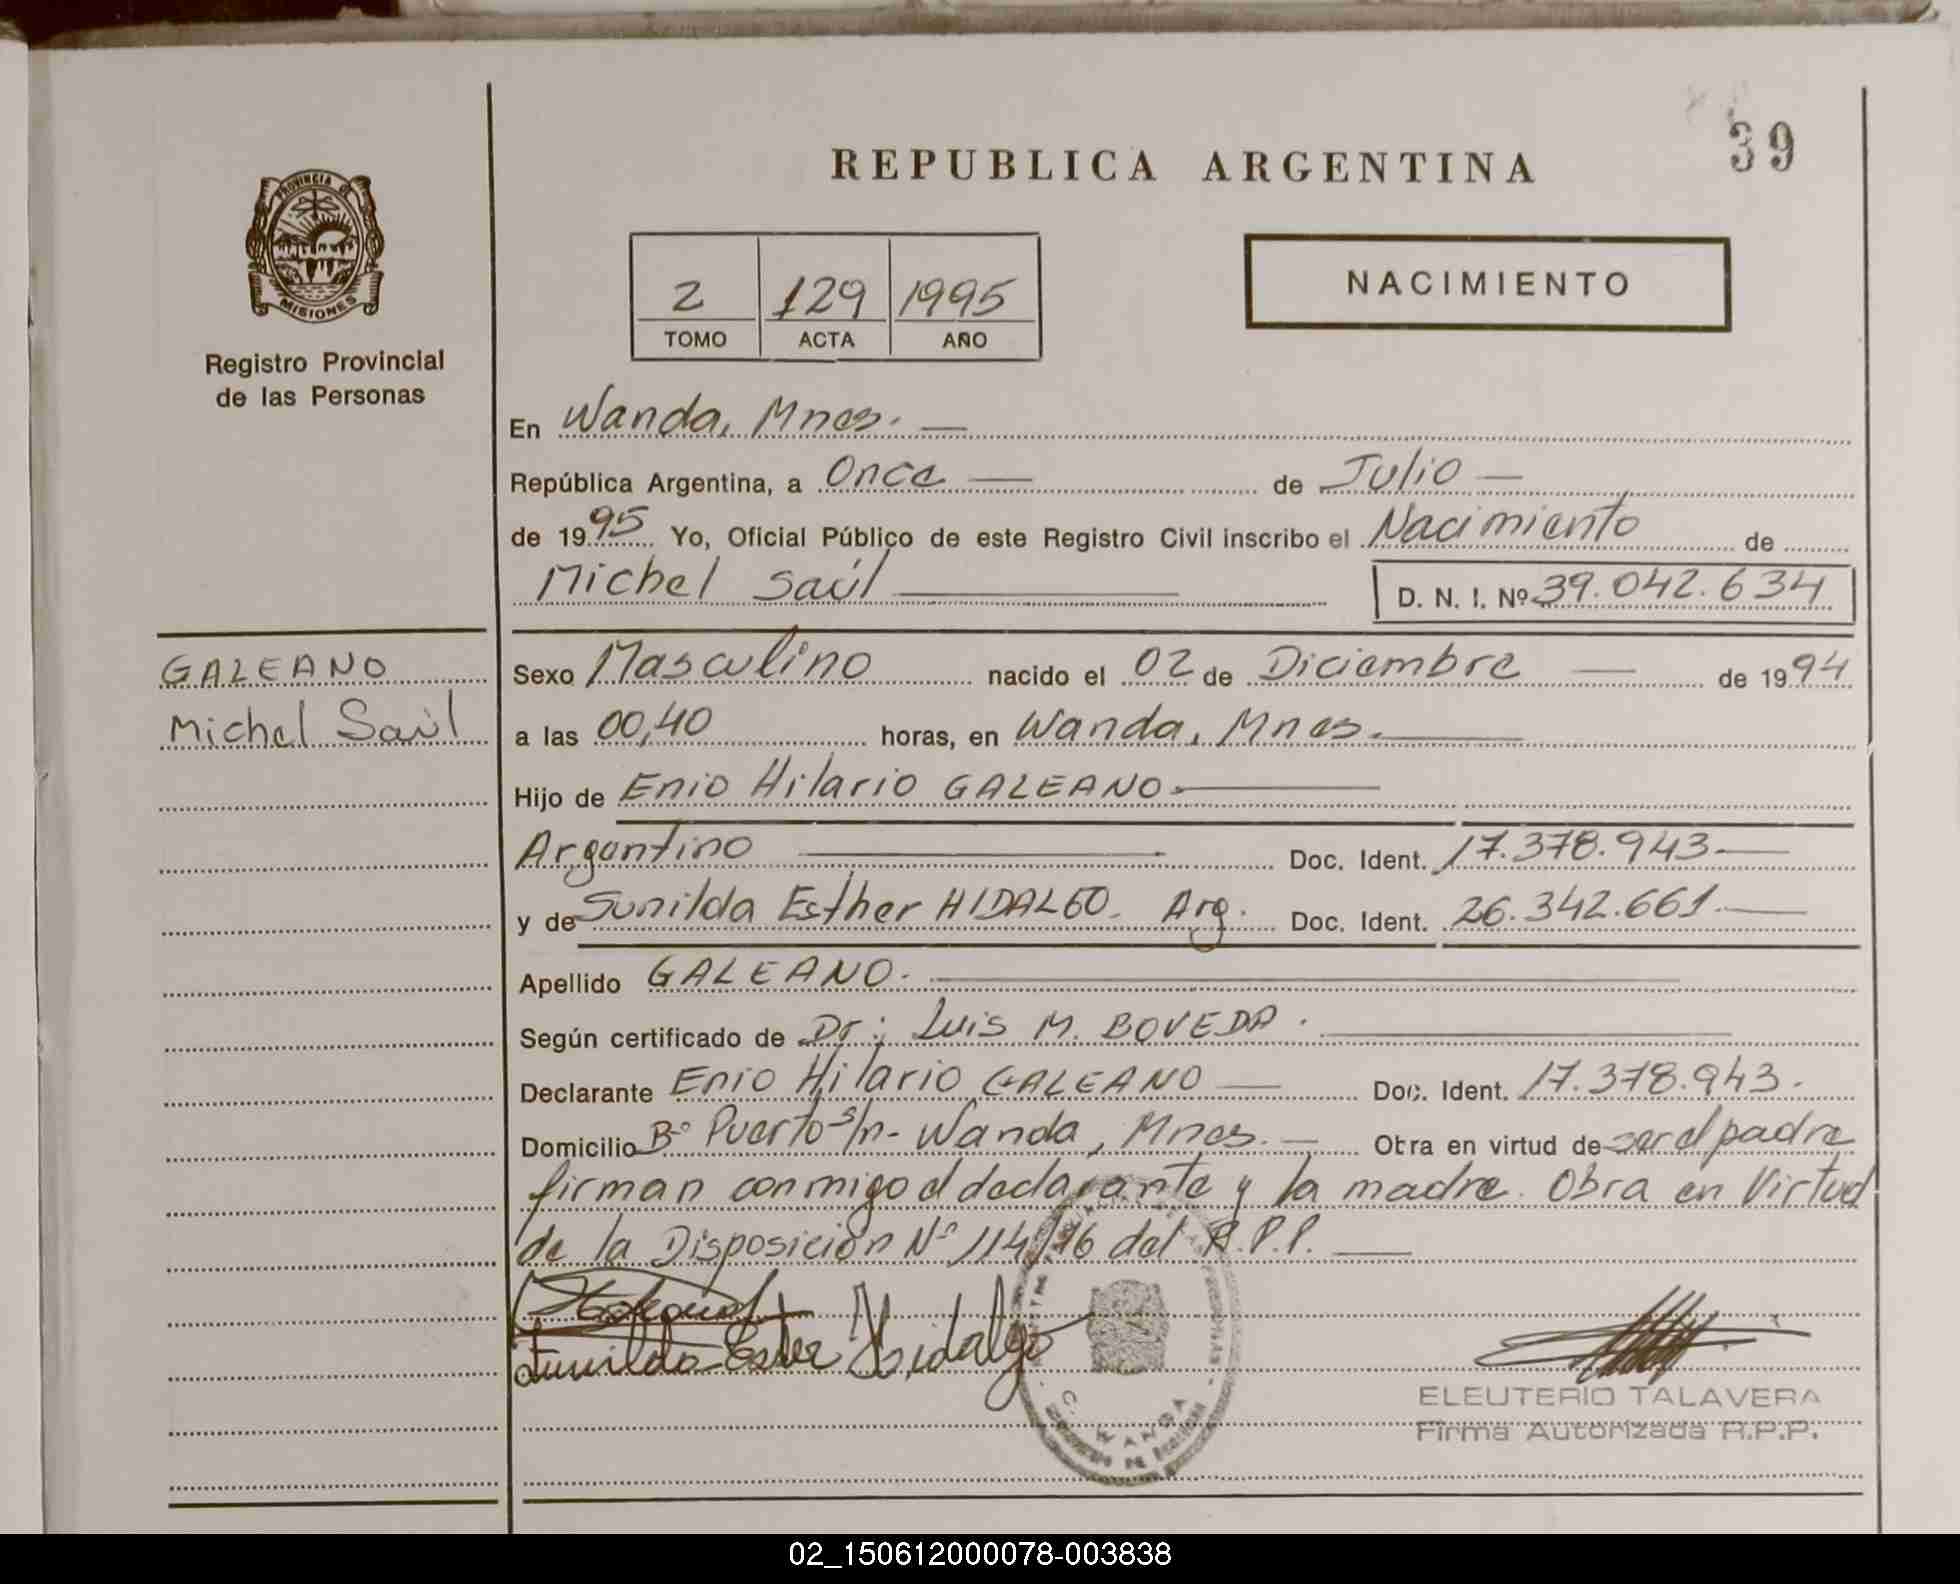 39
REPUBLICA ARGENTINA
PROVINCIA DE
MISIONES
Registro Provincial
de las Personas
2 129 1995
TOMO ACTA AÑO
NACIMIENTO
En Wanda, Mnes. —
República Argentina, a Once — de Julio —
de 1995 Yo, Oficial Público de este Registro Civil inscribo el Nacimiento de
Michel Saúl — D. N. I. Nº 39.042.634
GALEANO
Michel Saúl
Sexo Masculino nacido el 02 de Diciembre — de 1994
a las 00,40 horas, en Wanda, Mnes. —
Hijo de Enio Hilario GALEANO. —
Argentino — Doc. Ident. 17.378.943 —
y de Sunilda Esther HIDALGO. Arg. Doc. Ident. 26.342.661. —
Apellido GALEANO. —
Según certificado de Dr: Luis M. BOVEDA. —
Declarante Enio Hilario GALEANO — Doc. Ident. 17.378.943.
Domicilio Bº Puerto s/n - Wanda, Mnes. — Obra en virtud de ser el padre
firman conmigo el declarante y la madre. Obra en Virtud
de la Disposición Nº 114/76 del R.P.P. —
Sunilda Ester Hidalgo
WANDA
ELEUTERIO TALAVERA
Firma Autorizada R.P.P.
02_150612000078-003838